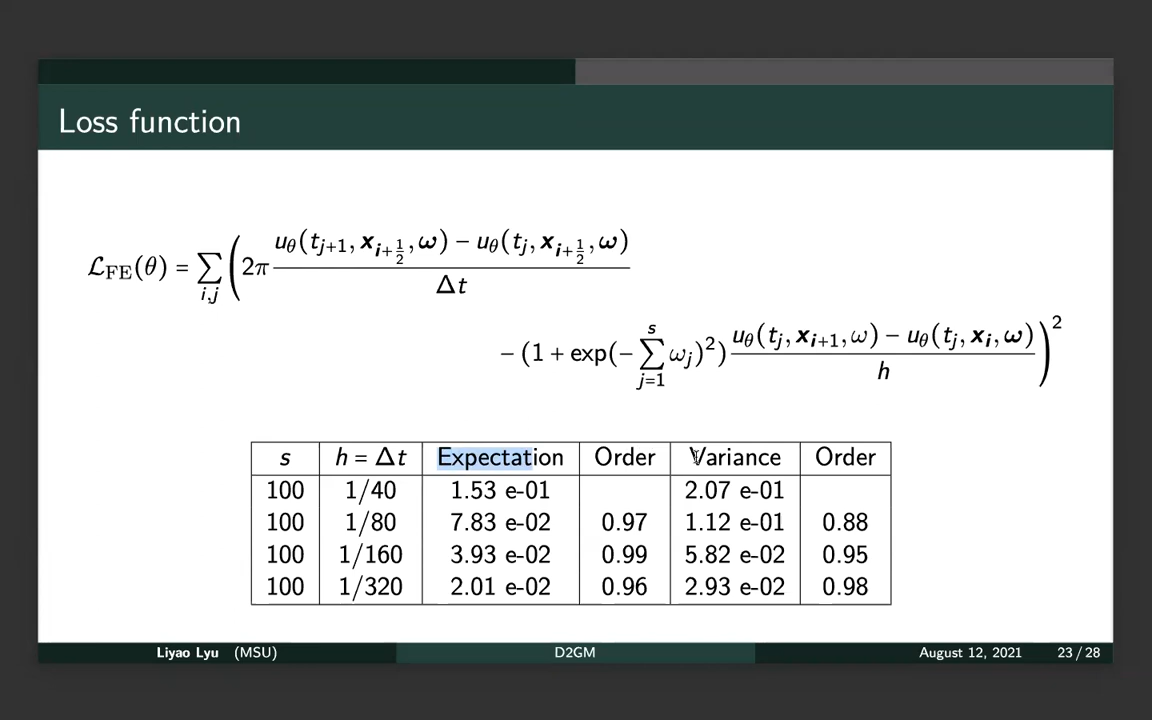 Loss function
ℒ_FE(θ) = ∑_{i,j} ( 2π (u_θ(t_{j+1}, x_{i+1/2}, ω) − u_θ(t_j, x_{i+1/2}, ω)) / Δt
− (1 + exp(−∑_{j=1}^{s} ω_j)^2) (u_θ(t_j, x_{i+1}, ω) − u_θ(t_j, x_i, ω)) / h )^2
s h = Δt Expectation Order Variance Order
100 1/40 1.53 e-01 2.07 e-01
100 1/80 7.83 e-02 0.97 1.12 e-01 0.88
100 1/160 3.93 e-02 0.99 5.82 e-02 0.95
100 1/320 2.01 e-02 0.96 2.93 e-02 0.98
Liyao Lyu (MSU) D2GM August 12, 2021 23 / 28